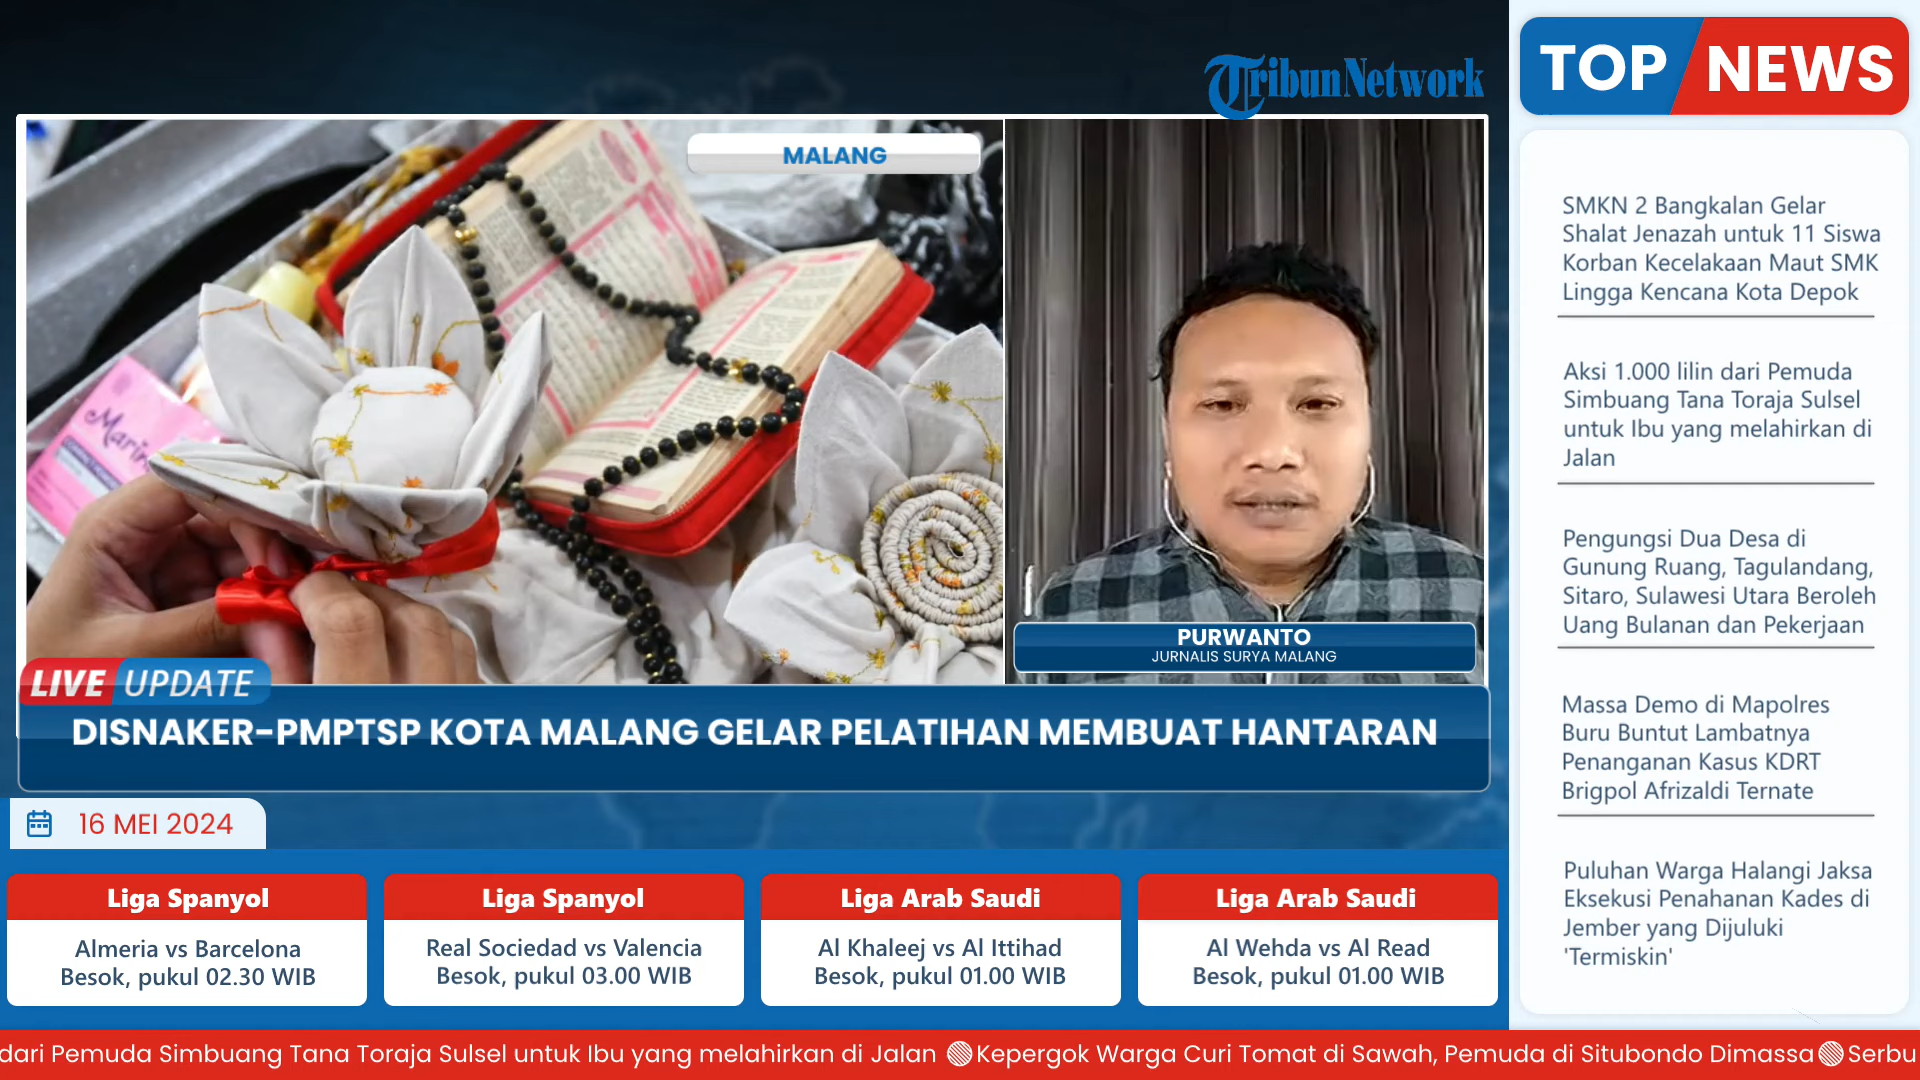 TribunNetwork
TOP NEWS
MALANG
PURWANTO
JURNALIS SURYA MALANG
LIVE UPDATE
DISNAKER-PMPTSP KOTA MALANG GELAR PELATIHAN MEMBUAT HANTARAN
16 MEI 2024
SMKN 2 Bangkalan Gelar
Shalat Jenazah untuk 11 Siswa
Korban Kecelakaan Maut SMK
Lingga Kencana Kota Depok
Aksi 1.000 lilin dari Pemuda
Simbuang Tana Toraja Sulsel
untuk Ibu yang melahirkan di
Jalan
Pengungsi Dua Desa di
Gunung Ruang, Tagulandang,
Sitaro, Sulawesi Utara Beroleh
Uang Bulanan dan Pekerjaan
Massa Demo di Mapolres
Buru Buntut Lambatnya
Penanganan Kasus KDRT
Brigpol Afrizaldi Ternate
Puluhan Warga Halangi Jaksa
Eksekusi Penahanan Kades di
Jember yang Dijuluki
'Termiskin'
Liga Spanyol
Almeria vs Barcelona
Besok, pukul 02.30 WIB
Liga Spanyol
Real Sociedad vs Valencia
Besok, pukul 03.00 WIB
Liga Arab Saudi
Al Khaleej vs Al Ittihad
Besok, pukul 01.00 WIB
Liga Arab Saudi
Al Wehda vs Al Read
Besok, pukul 01.00 WIB
dari Pemuda Simbuang Tana Toraja Sulsel untuk Ibu yang melahirkan di Jalan Kepergok Warga Curi Tomat di Sawah, Pemuda di Situbondo Dimassa Serbu